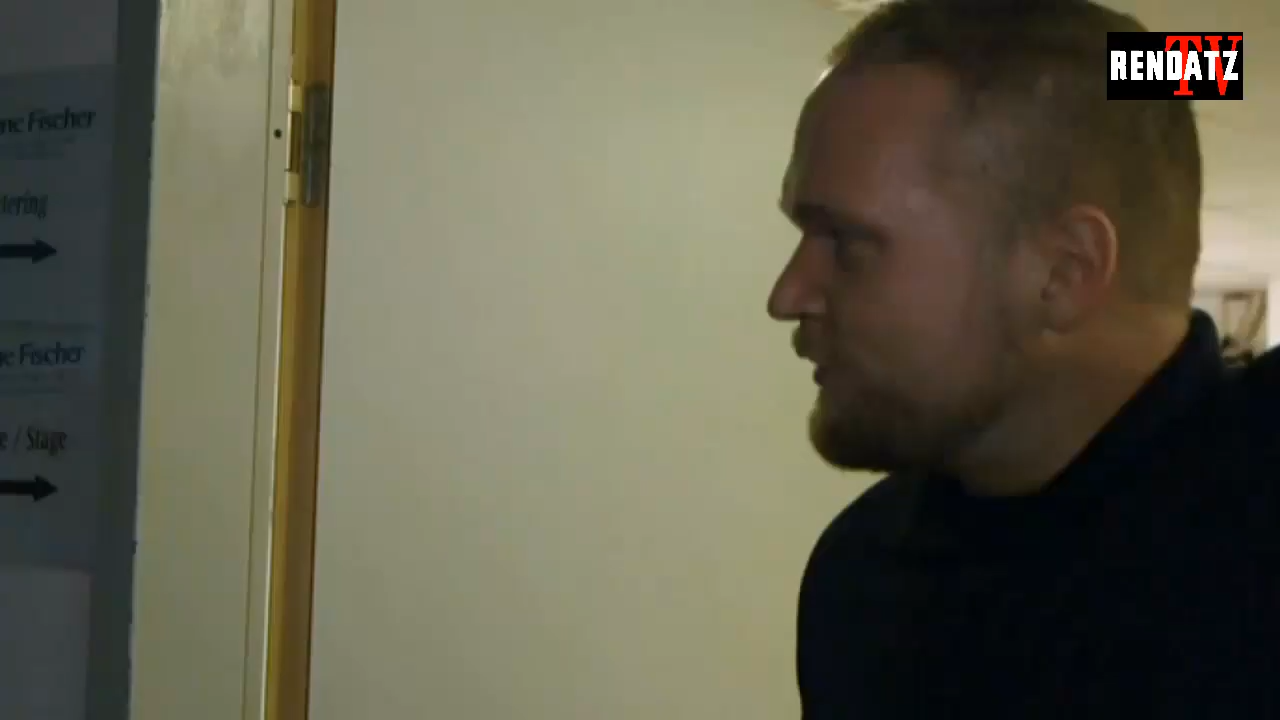 RENDATZ
TV
ne Fischer
tering
ne Fischer
e / Stage